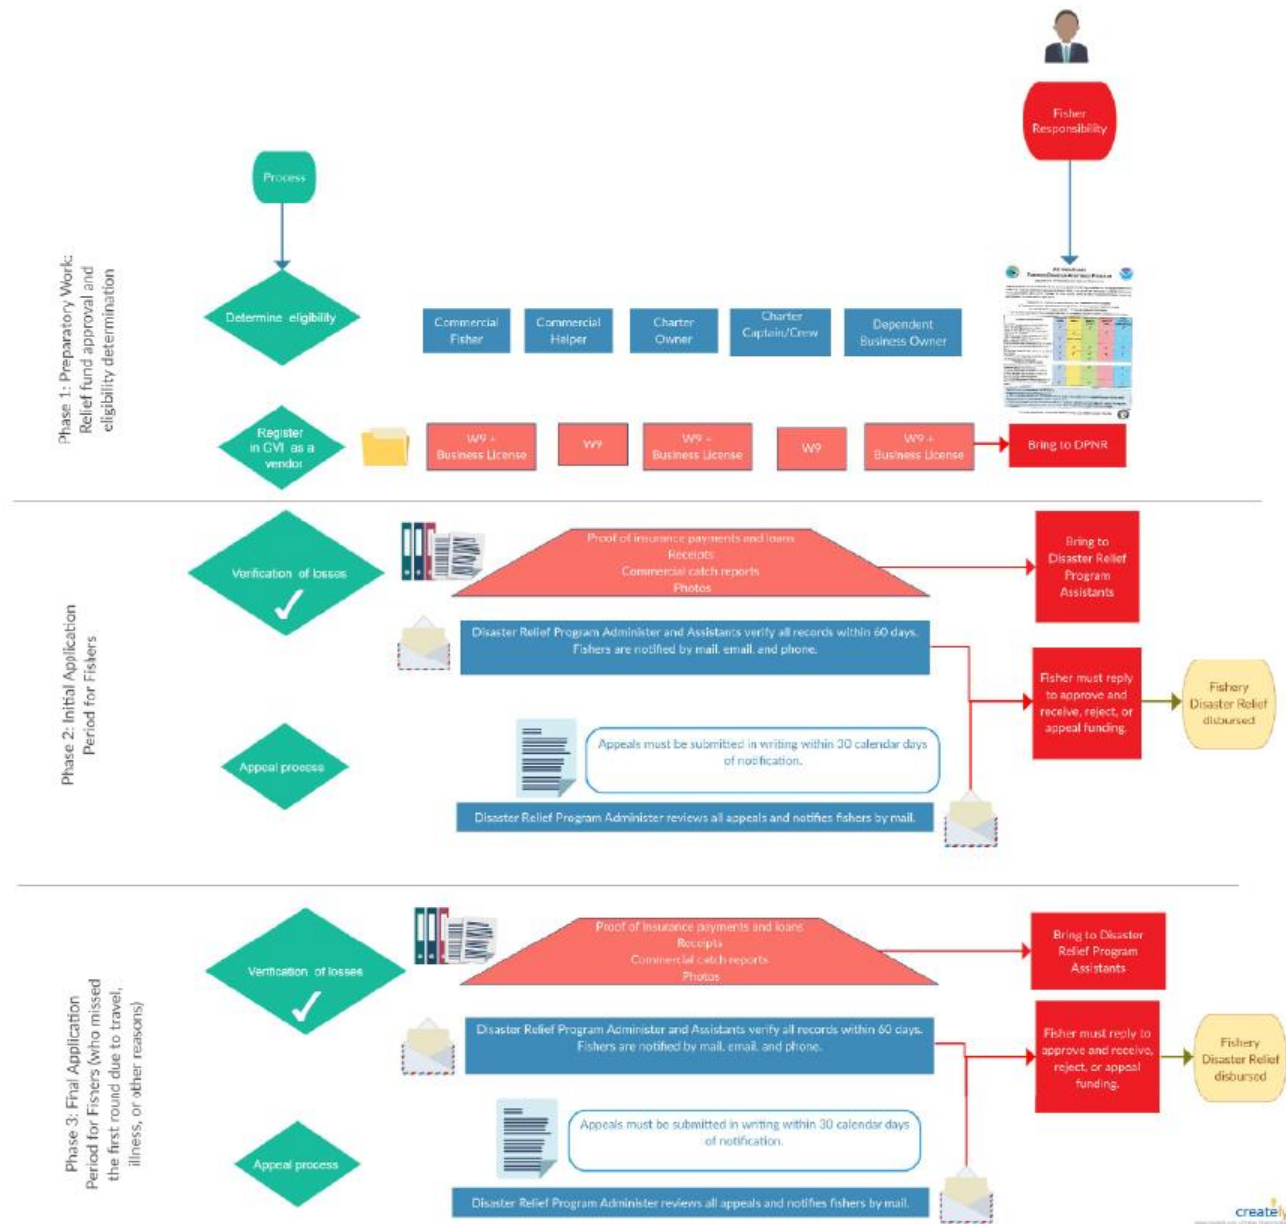 Fisher
Responsibility
Process
Phase 1: Preparatory Work:
Relief fund approval and
eligibility determination
Determine eligibility
Commercial
Fisher
Commercial
Helper
Charter
Owner
Charter
Captain/Crew
Dependent
Business Owner
Register
in GVI as a
vendor
W9 +
Business License
W9
W9 +
Business License
W9
W9 +
Business License
Bring to DPNR
Phase 2: Initial Application
Period for Fishers
Verification of losses
Proof of insurance payments and loans
Receipts
Commercial catch reports
Photos
Bring to
Disaster Relief
Program
Assistants
Disaster Relief Program Administer and Assistants verify all records within 60 days.
Fishers are notified by mail, email, and phone.
Fisher must reply
to approve and
receive, reject, or
appeal funding.
Fishery
Disaster Relief
disbursed
Appeal process
Appeals must be submitted in writing within 30 calendar days
of notification.
Disaster Relief Program Administer reviews all appeals and notifies fishers by mail.
Phase 3: Final Application
Period for Fishers (who missed
the first round due to travel,
illness, or other reasons)
Verification of losses
Proof of insurance payments and loans
Receipts
Commercial catch reports
Photos
Bring to Disaster
Relief Program
Assistants
Disaster Relief Program Administer and Assistants verify all records within 60 days.
Fishers are notified by mail, email, and phone.
Fisher must reply to
approve and receive,
reject, or appeal
funding.
Fishery
Disaster Relief
disbursed
Appeal process
Appeals must be submitted in writing within 30 calendar days
of notification.
Disaster Relief Program Administer reviews all appeals and notifies fishers by mail.
creately